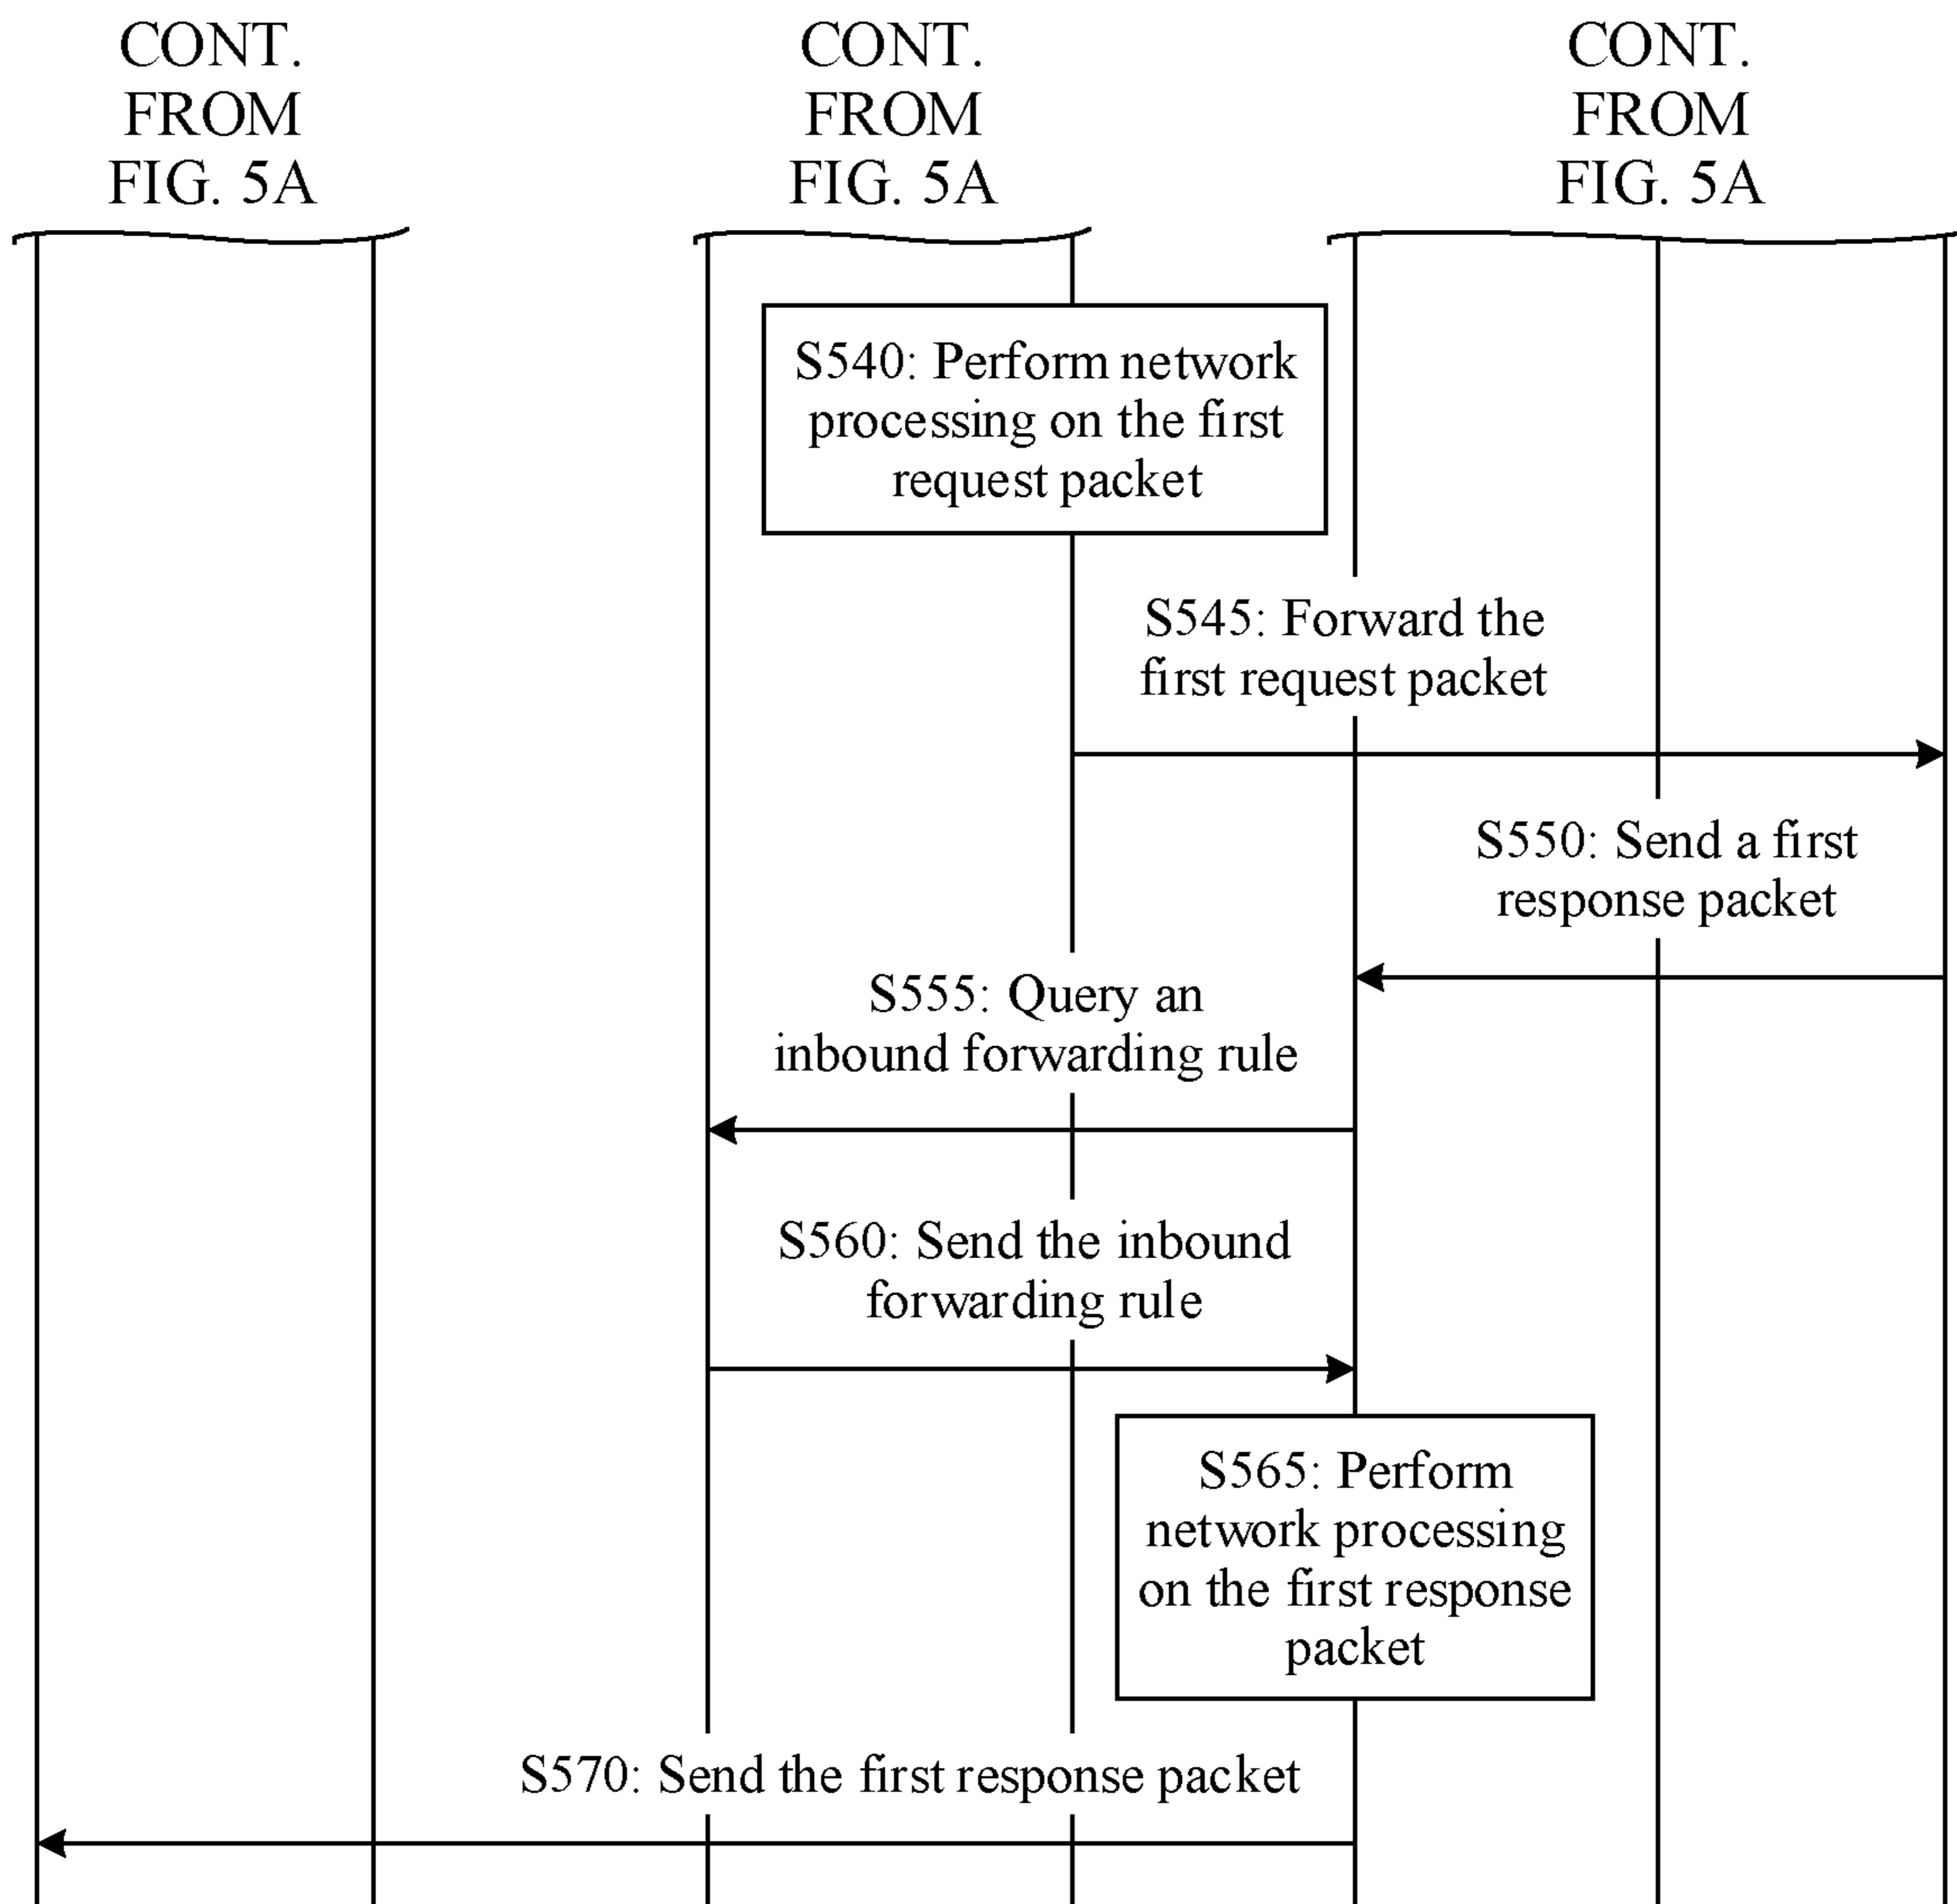 CONT.
FROM
FIG. 5A
CONT.
FROM
FIG. 5A
CONT.
FROM
FIG. 5A
S540: Perform network
processing on the first
request packet
S545: Forward the
first request packet
S550: Send a first
response packet
S555: Query an
inbound forwarding rule
S560: Send the inbound
forwarding rule
S565: Perform
network processing
on the first response
packet
S570: Send the first response packet